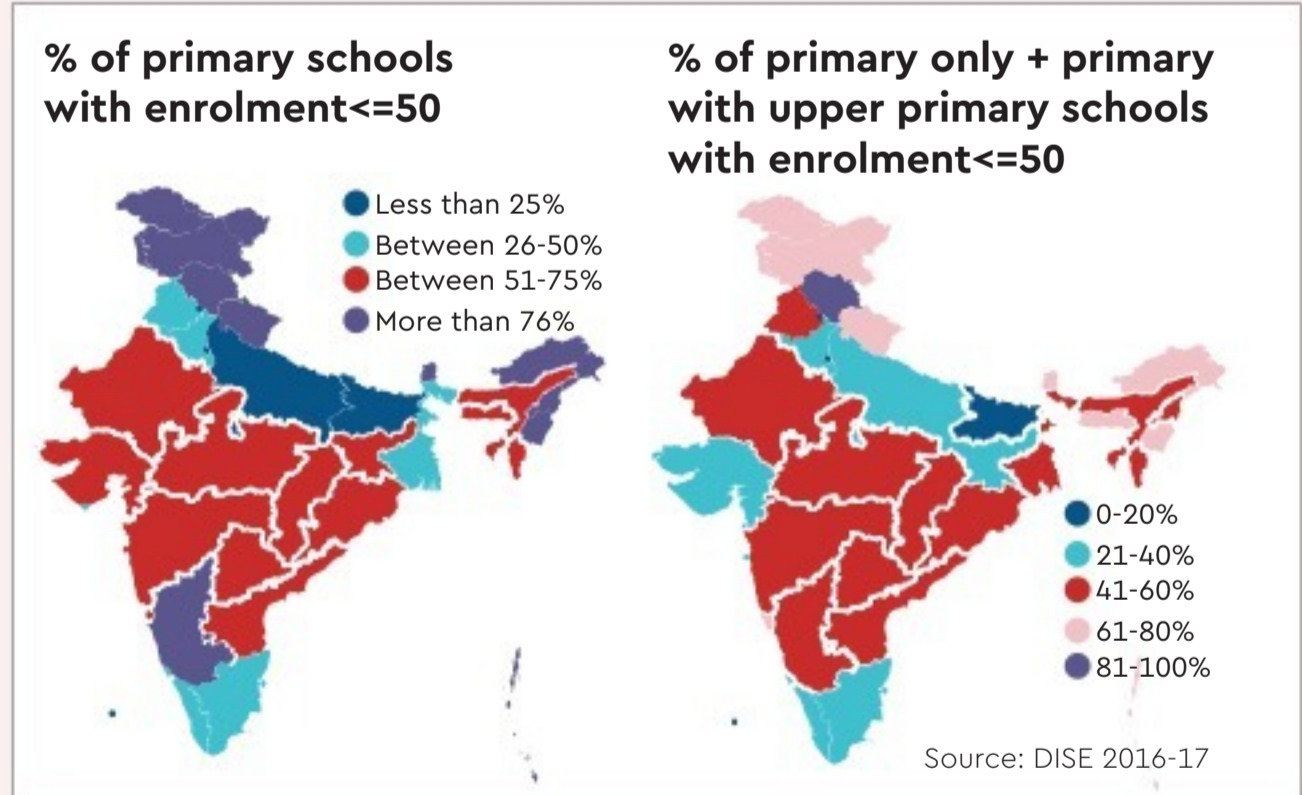 % of primary schools
with enrolment<=50
Less than 25%
Between 26-50%
Between 51-75%
More than 76%
% of primary only + primary
with upper primary schools
with enrolment<=50
0-20%
21-40%
41-60%
61-80%
81-100%
Source: DISE 2016-17